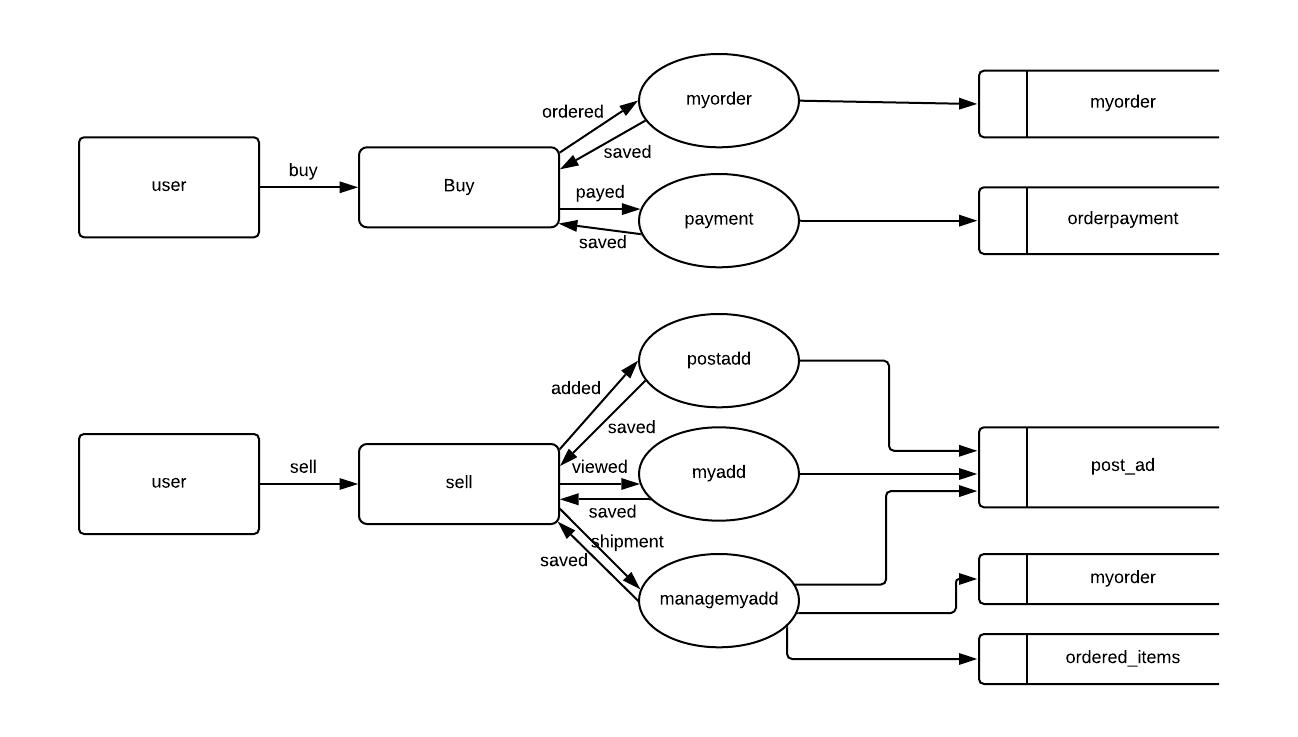 myorder
myorder
ordered
saved
buy
user
Buy
payed
payment
orderpayment
saved
postadd
added
saved
sell
viewed
myadd
post_ad
user
sell
saved
shipment
saved
managemyadd
myorder
ordered_items